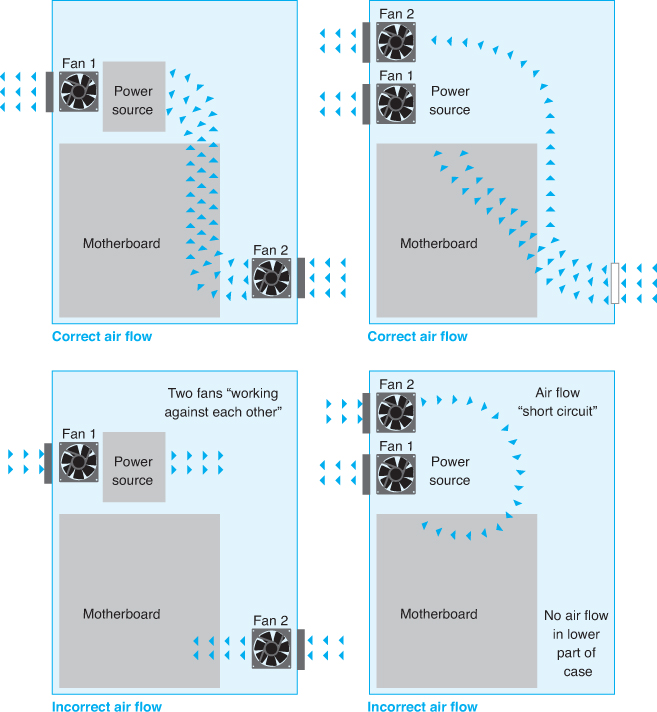 Fan 1
Power
source
Motherboard
Fan 2
Correct air flow
Fan 2
Fan 1
Power
source
Motherboard
Correct air flow
Two fans “working
against each other”
Fan 1
Power
source
Motherboard
Fan 2
Incorrect air flow
Fan 2
Air flow
“short circuit”
Fan 1
Power
source
Motherboard
No air flow
in lower
part of
case
Incorrect air flow